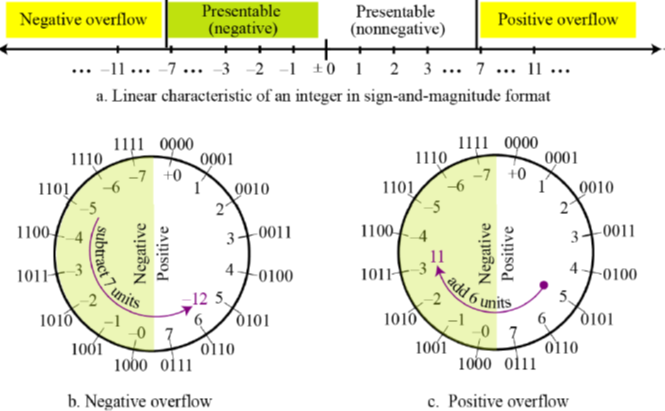 Negative overflow
Presentable
(negative)
Presentable
(nonnegative)
Positive overflow
••• –11 ••• –7 ••• –3 –2 –1 ± 0 1 2 3 ••• 7 ••• 11 •••
a. Linear characteristic of an integer in sign-and-magnitude format
1111 0000
1110 0001
1101 0010
1100 0011
1011 0100
1010 0101
1001 0110
1000 0111
–7 +0
–6 1
–5 2
–4 3
–3 4
–2 5
–1 6
–0 7
Negative
Positive
subtract 7 units
–12
b. Negative overflow
1111 0000
1110 0001
1101 0010
1100 0011
1011 0100
1010 0101
1001 0110
1000 0111
–7 +0
–6 1
–5 2
–4 3
–3 4
–2 5
–1 6
–0 7
Negative
Positive
11
add 6 units
c. Positive overflow